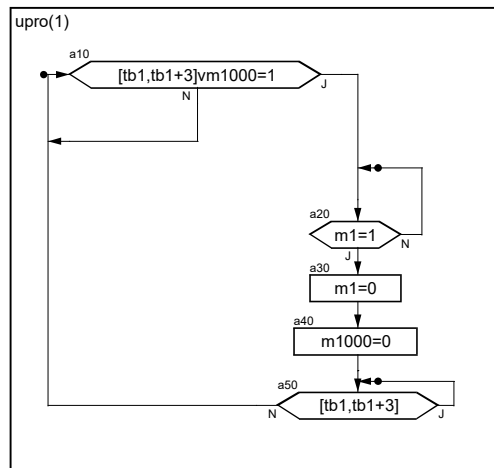 upro(1)
a10
[tb1,tb1+3]vm1000=1
J
N
a20
m1=1
N
J
a30
m1=0
a40
m1000=0
a50
[tb1,tb1+3]
N
J